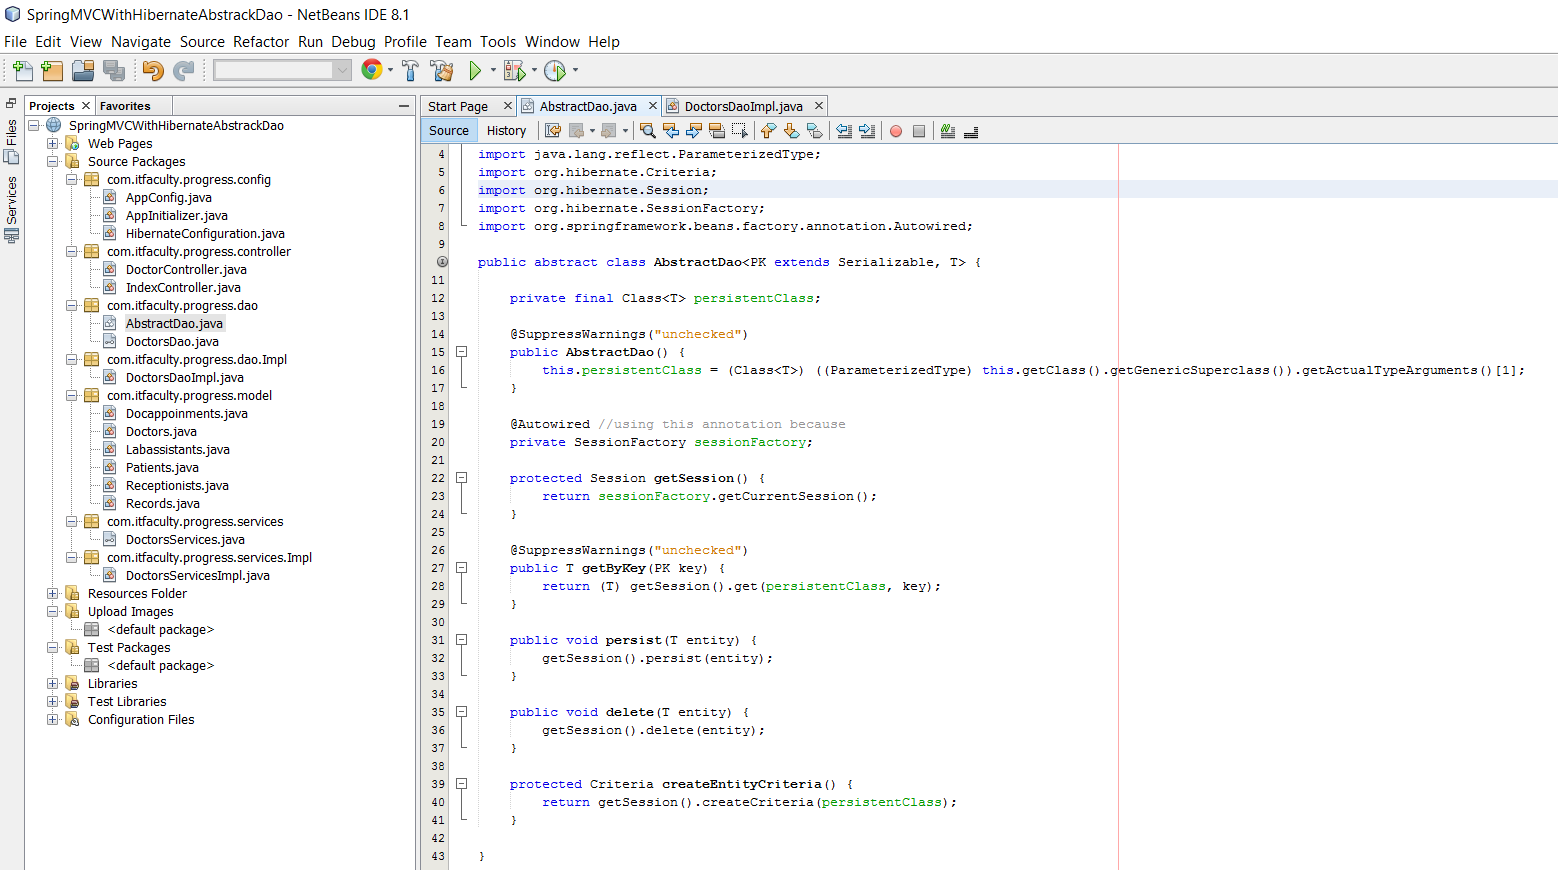 SpringMVCWithHibernateAbstrackDao - NetBeans IDE 8.1
File Edit View Navigate Source Refactor Run Debug Profile Team Tools Window Help
Files
Services
Projects
Favorites
SpringMVCWithHibernateAbstrackDao
Web Pages
Source Packages
com.itfaculty.progress.config
AppConfig.java
AppInitializer.java
HibernateConfiguration.java
com.itfaculty.progress.controller
DoctorController.java
IndexController.java
com.itfaculty.progress.dao
AbstractDao.java
DoctorsDao.java
com.itfaculty.progress.dao.Impl
DoctorsDaoImpl.java
com.itfaculty.progress.model
Docappoinments.java
Doctors.java
Labassistants.java
Patients.java
Receptionists.java
Records.java
com.itfaculty.progress.services
DoctorsServices.java
com.itfaculty.progress.services.Impl
DoctorsServicesImpl.java
Resources Folder
Upload Images
<default package>
Test Packages
<default package>
Libraries
Test Libraries
Configuration Files
Start Page
AbstractDao.java
DoctorsDaoImpl.java
Source History
4 import java.lang.reflect.ParameterizedType;
5 import org.hibernate.Criteria;
6 import org.hibernate.Session;
7 import org.hibernate.SessionFactory;
8 import org.springframework.beans.factory.annotation.Autowired;
9
public abstract class AbstractDao<PK extends Serializable, T> {
11
12 private final Class<T> persistentClass;
13
14 @SuppressWarnings("unchecked")
15 public AbstractDao() {
16 this.persistentClass = (Class<T>) ((ParameterizedType) this.getClass().getGenericSuperclass()).getActualTypeArguments()[1];
17 }
18
19 @Autowired //using this annotation because
20 private SessionFactory sessionFactory;
21
22 protected Session getSession() {
23 return sessionFactory.getCurrentSession();
24 }
25
26 @SuppressWarnings("unchecked")
27 public T getByKey(PK key) {
28 return (T) getSession().get(persistentClass, key);
29 }
30
31 public void persist(T entity) {
32 getSession().persist(entity);
33 }
34
35 public void delete(T entity) {
36 getSession().delete(entity);
37 }
38
39 protected Criteria createEntityCriteria() {
40 return getSession().createCriteria(persistentClass);
41 }
42
43 }